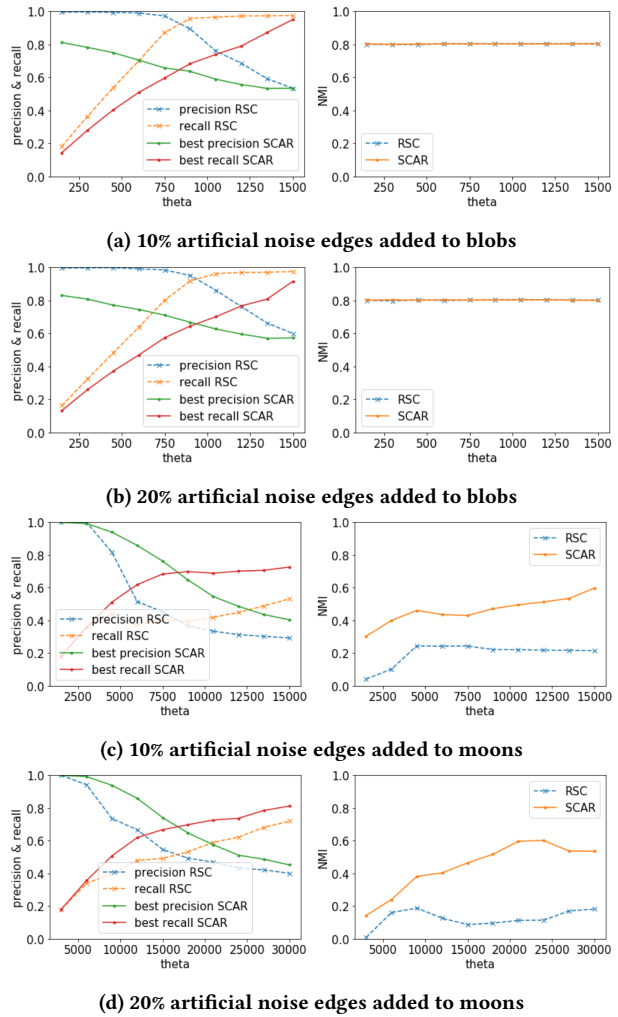 1.0
0.8
0.6
0.4
0.2
0.0
precision & recall
precision RSC
recall RSC
best precision SCAR
best recall SCAR
250 500 750 1000 1250 1500
theta
1.0
0.8
0.6
0.4
0.2
0.0
NMI
RSC
SCAR
250 500 750 1000 1250 1500
theta
(a) 10% artificial noise edges added to blobs
1.0
0.8
0.6
0.4
0.2
0.0
precision & recall
precision RSC
recall RSC
best precision SCAR
best recall SCAR
250 500 750 1000 1250 1500
theta
1.0
0.8
0.6
0.4
0.2
0.0
NMI
RSC
SCAR
250 500 750 1000 1250 1500
theta
(b) 20% artificial noise edges added to blobs
1.0
0.8
0.6
0.4
0.2
0.0
precision & recall
precision RSC
recall RSC
best precision SCAR
best recall SCAR
2500 5000 7500 10000 12500 15000
theta
1.0
0.8
0.6
0.4
0.2
0.0
NMI
RSC
SCAR
2500 5000 7500 10000 12500 15000
theta
(c) 10% artificial noise edges added to moons
1.0
0.8
0.6
0.4
0.2
0.0
precision & recall
precision RSC
recall RSC
best precision SCAR
best recall SCAR
5000 10000 15000 20000 25000 30000
theta
1.0
0.8
0.6
0.4
0.2
0.0
NMI
RSC
SCAR
5000 10000 15000 20000 25000 30000
theta
(d) 20% artificial noise edges added to moons